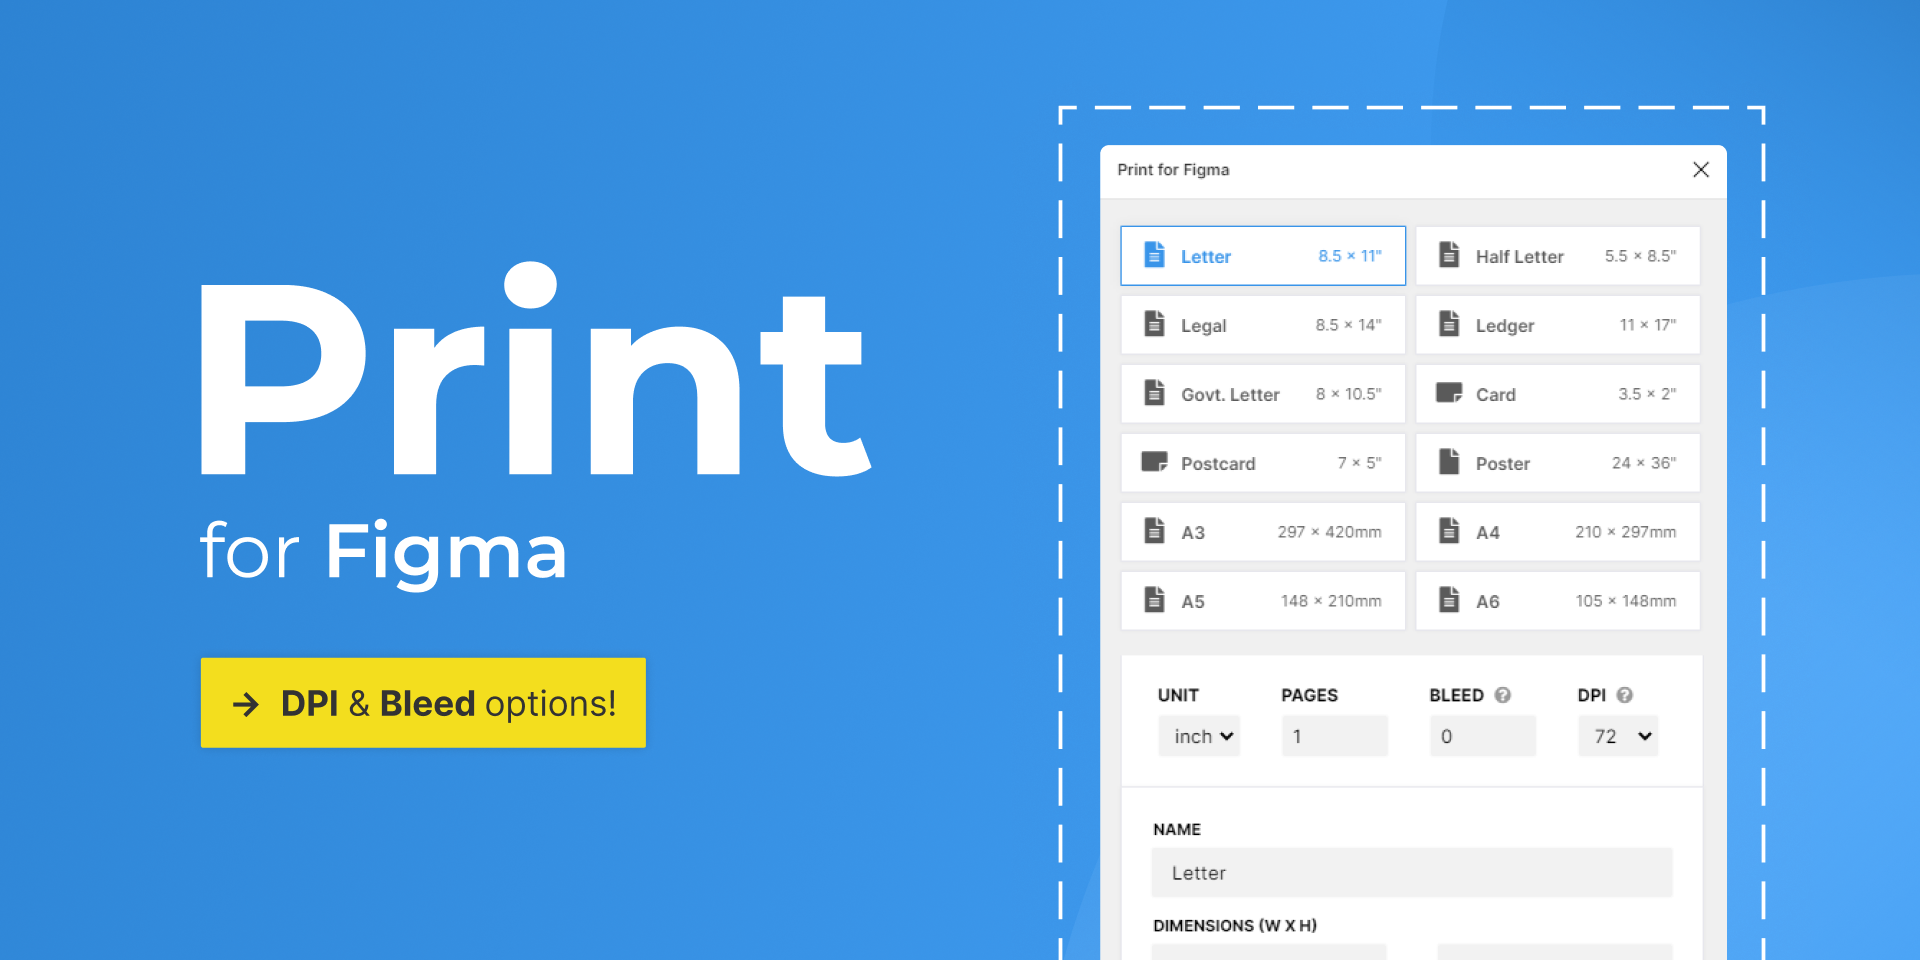 Print
for Figma
→ DPI & Bleed options!
Print for Figma
Letter 8.5 × 11"
Half Letter 5.5 × 8.5"
Legal 8.5 × 14"
Ledger 11 × 17"
Govt. Letter 8 × 10.5"
Card 3.5 × 2"
Postcard 7 × 5"
Poster 24 × 36"
A3 297 × 420mm
A4 210 × 297mm
A5 148 × 210mm
A6 105 × 148mm
UNIT PAGES BLEED ? DPI ?
inch 1 0 72
NAME
Letter
DIMENSIONS (W X H)